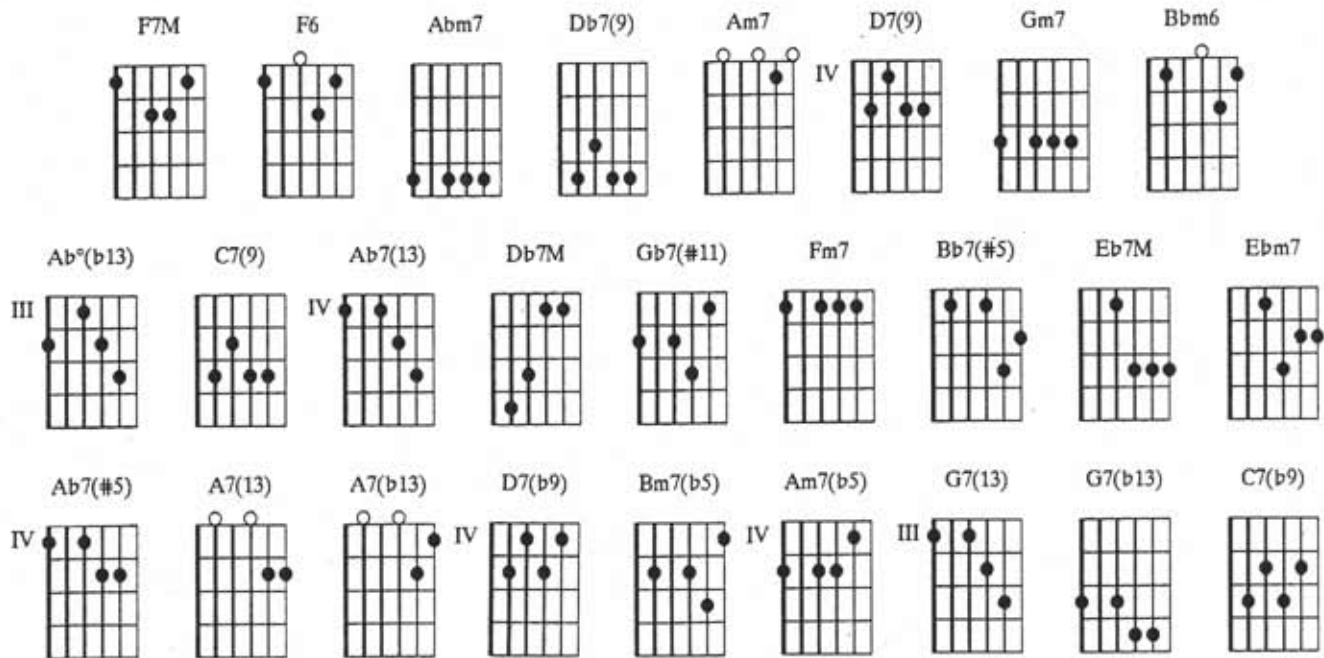 F7M F6 Abm7 Db7(9) Am7 D7(9) Gm7 Bbm6
IV
Ab°(b13) C7(9) Ab7(13) Db7M Gb7(#11) Fm7 Bb7(#5) Eb7M Ebm7
III IV
Ab7(#5) A7(13) A7(b13) D7(b9) Bm7(b5) Am7(b5) G7(13) G7(b13) C7(b9)
IV IV IV III